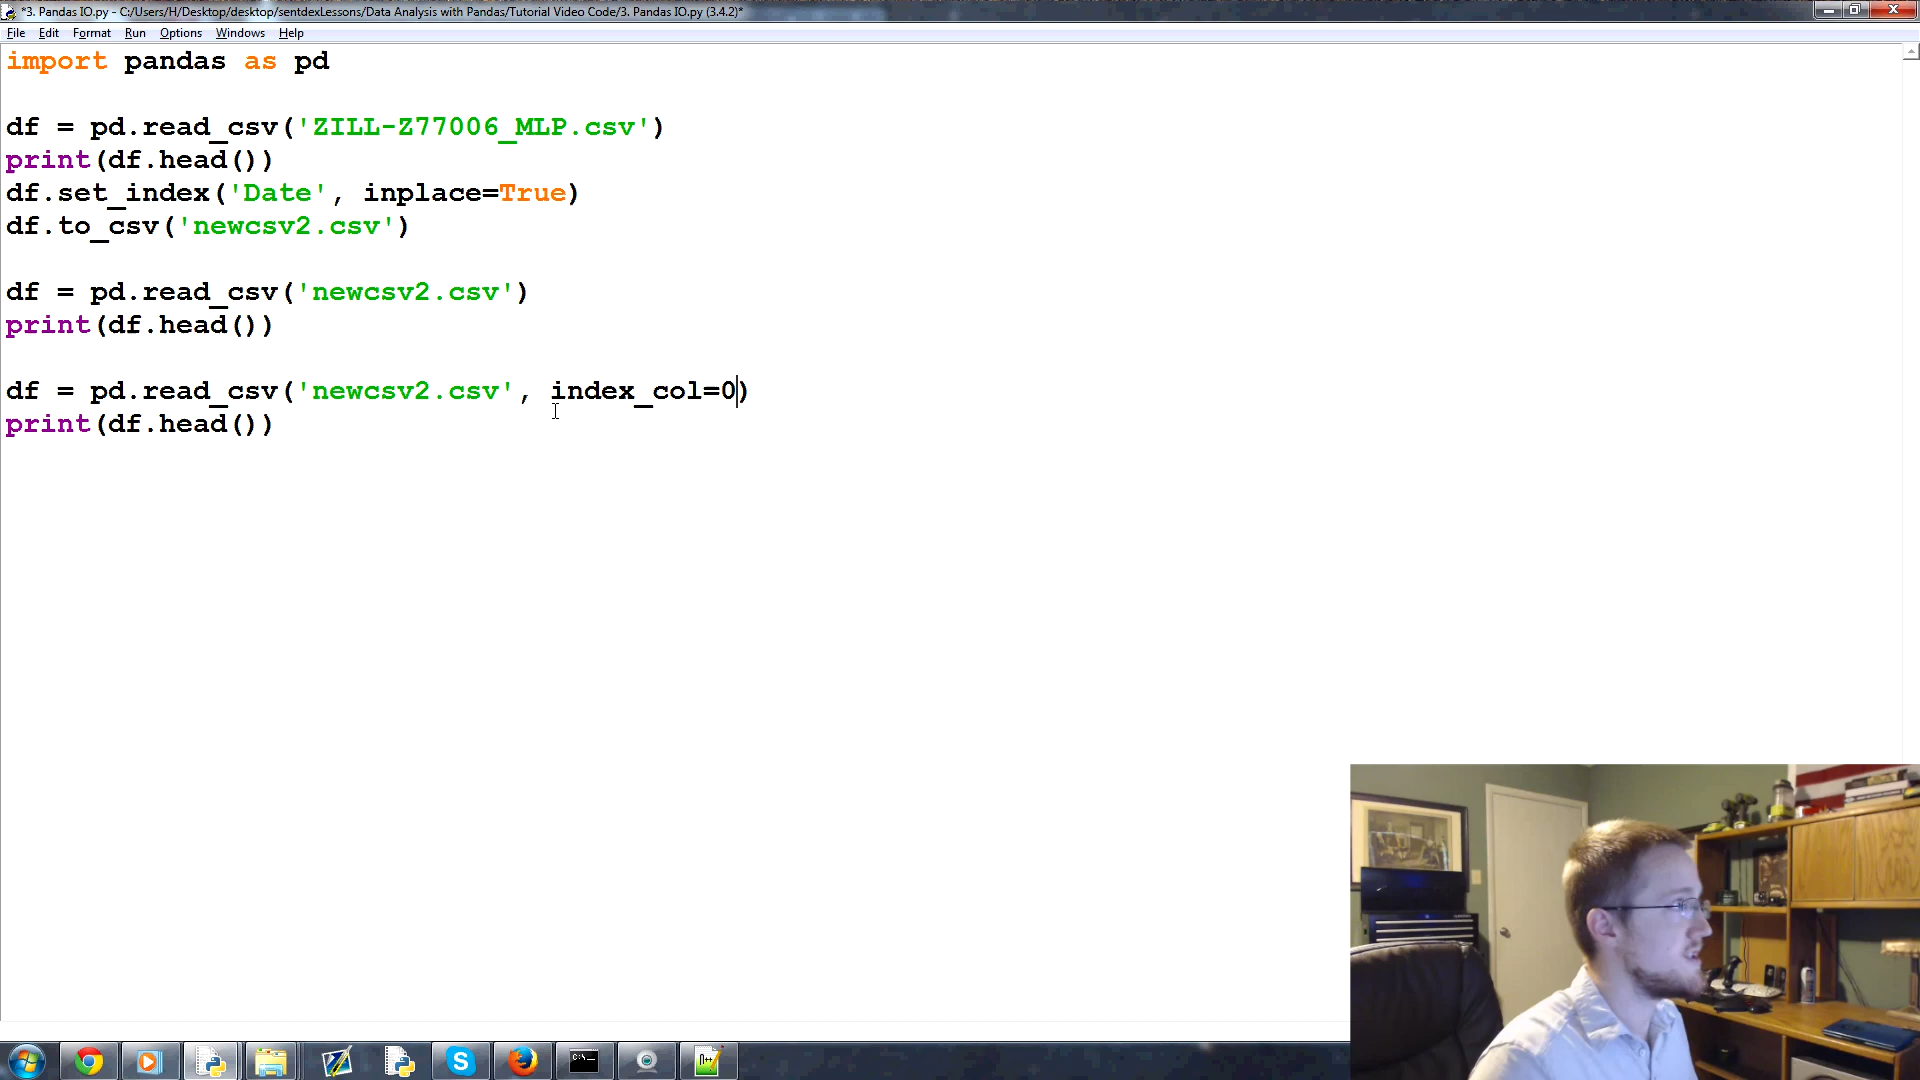 *3. Pandas IO.py - C:/Users/H/Desktop/desktop/sentdexLessons/Data Analysis with Pandas/Tutorial Video Code/3. Pandas IO.py (3.4.2)*
File Edit Format Run Options Windows Help
import pandas as pd
df = pd.read_csv('ZILL-Z77006_MLP.csv')
print(df.head())
df.set_index('Date', inplace=True)
df.to_csv('newcsv2.csv')
df = pd.read_csv('newcsv2.csv')
print(df.head())
df = pd.read_csv('newcsv2.csv', index_col=0)
print(df.head())